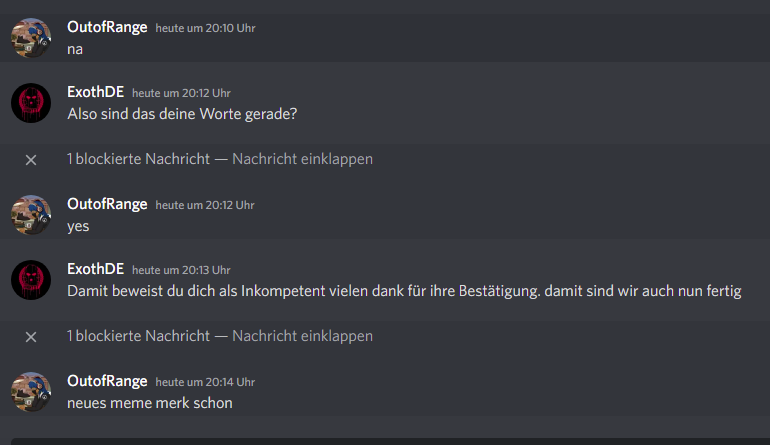 OutofRange heute um 20:10 Uhr
na
ExothDE heute um 20:12 Uhr
Also sind das deine Worte gerade?
1 blockierte Nachricht — Nachricht einklappen
OutofRange heute um 20:12 Uhr
yes
ExothDE heute um 20:13 Uhr
Damit beweist du dich als Inkompetent vielen dank für ihre Bestätigung. damit sind wir auch nun fertig
1 blockierte Nachricht — Nachricht einklappen
OutofRange heute um 20:14 Uhr
neues meme merk schon